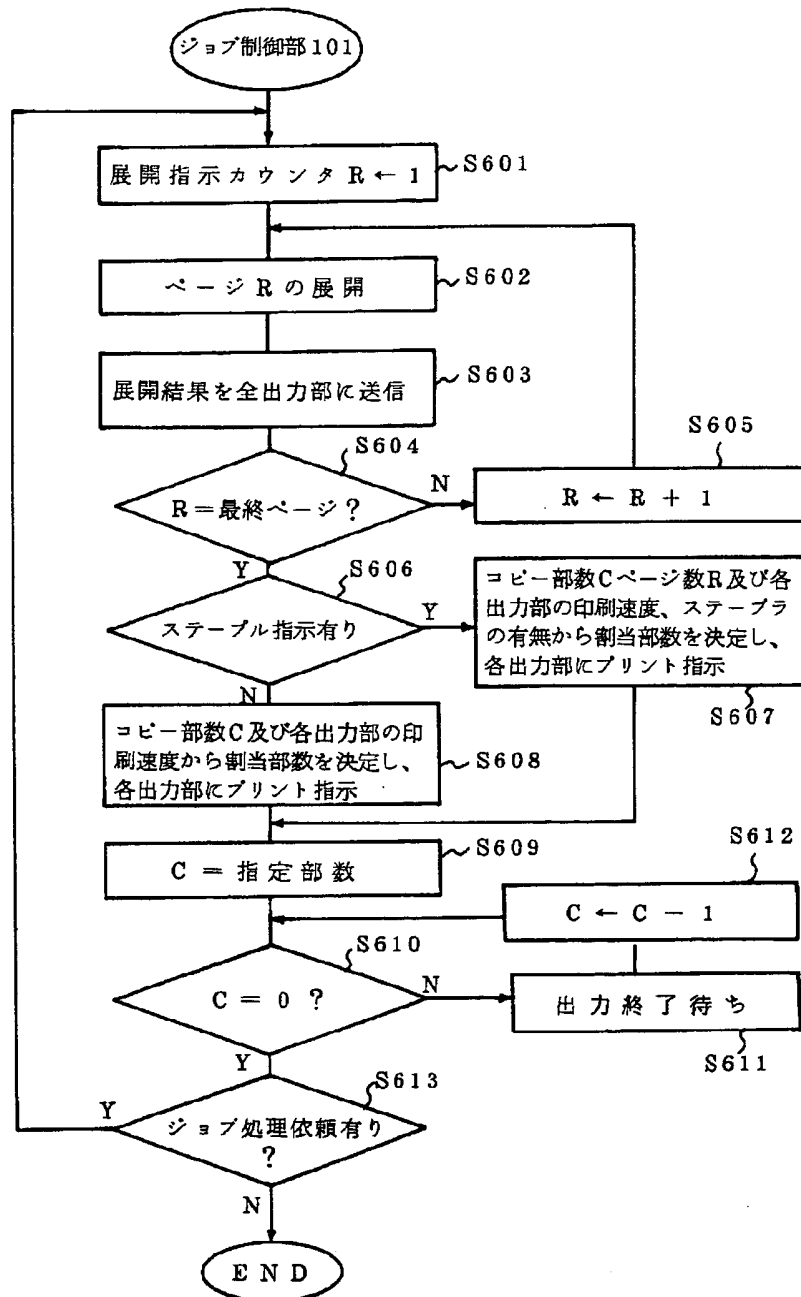 ジョブ制御部101
展開指示カウンタR←1
S601
ページRの展開
S602
展開結果を全出力部に送信
S603
S604
R=最終ページ?
N
Y
S605
R←R+1
S606
ステープル指示有り
Y
N
コピー部数Cページ数R及び各
出力部の印刷速度、ステープラ
の有無から割当部数を決定し、
各出力部にプリント指示
S607
コピー部数C及び各出力部の印
刷速度から割当部数を決定し、
各出力部にプリント指示
S608
C=指定部数
S609
S612
C←C-1
S610
C=0?
N
Y
出力終了待ち
S611
S613
ジョブ処理依頼有り
?
Y
N
END